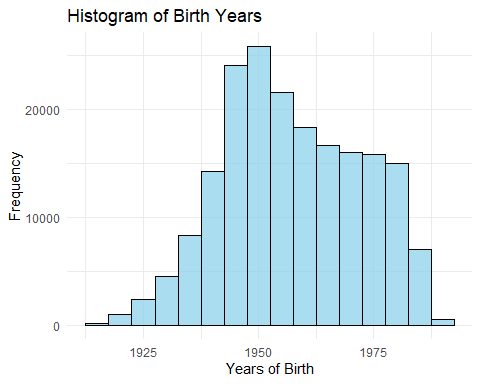 Histogram of Birth Years
Frequency
20000
10000
0
1925 1950 1975
Years of Birth